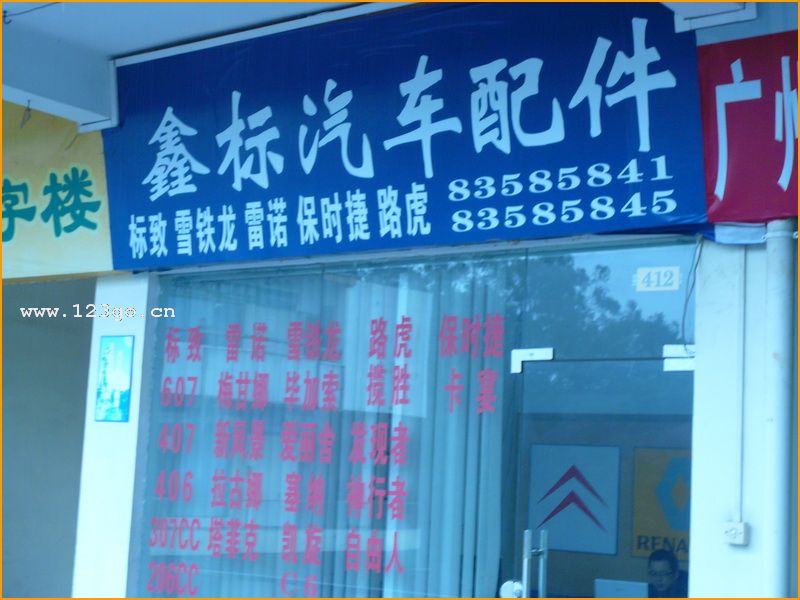 鑫标汽车配件
标致 雪铁龙 雷诺 保时捷 路虎
83585841
83585845
广州
字楼
412
www.123qs.cn
标致 雷诺 雪铁龙 路虎 保时捷
607 梅甘娜 毕加索 揽胜 卡宴
407 新风景 爱丽舍 发现者
406 拉古娜 塞纳 神行者
307CC 塔菲克 凯旋 自由人
206CC C6
RENA